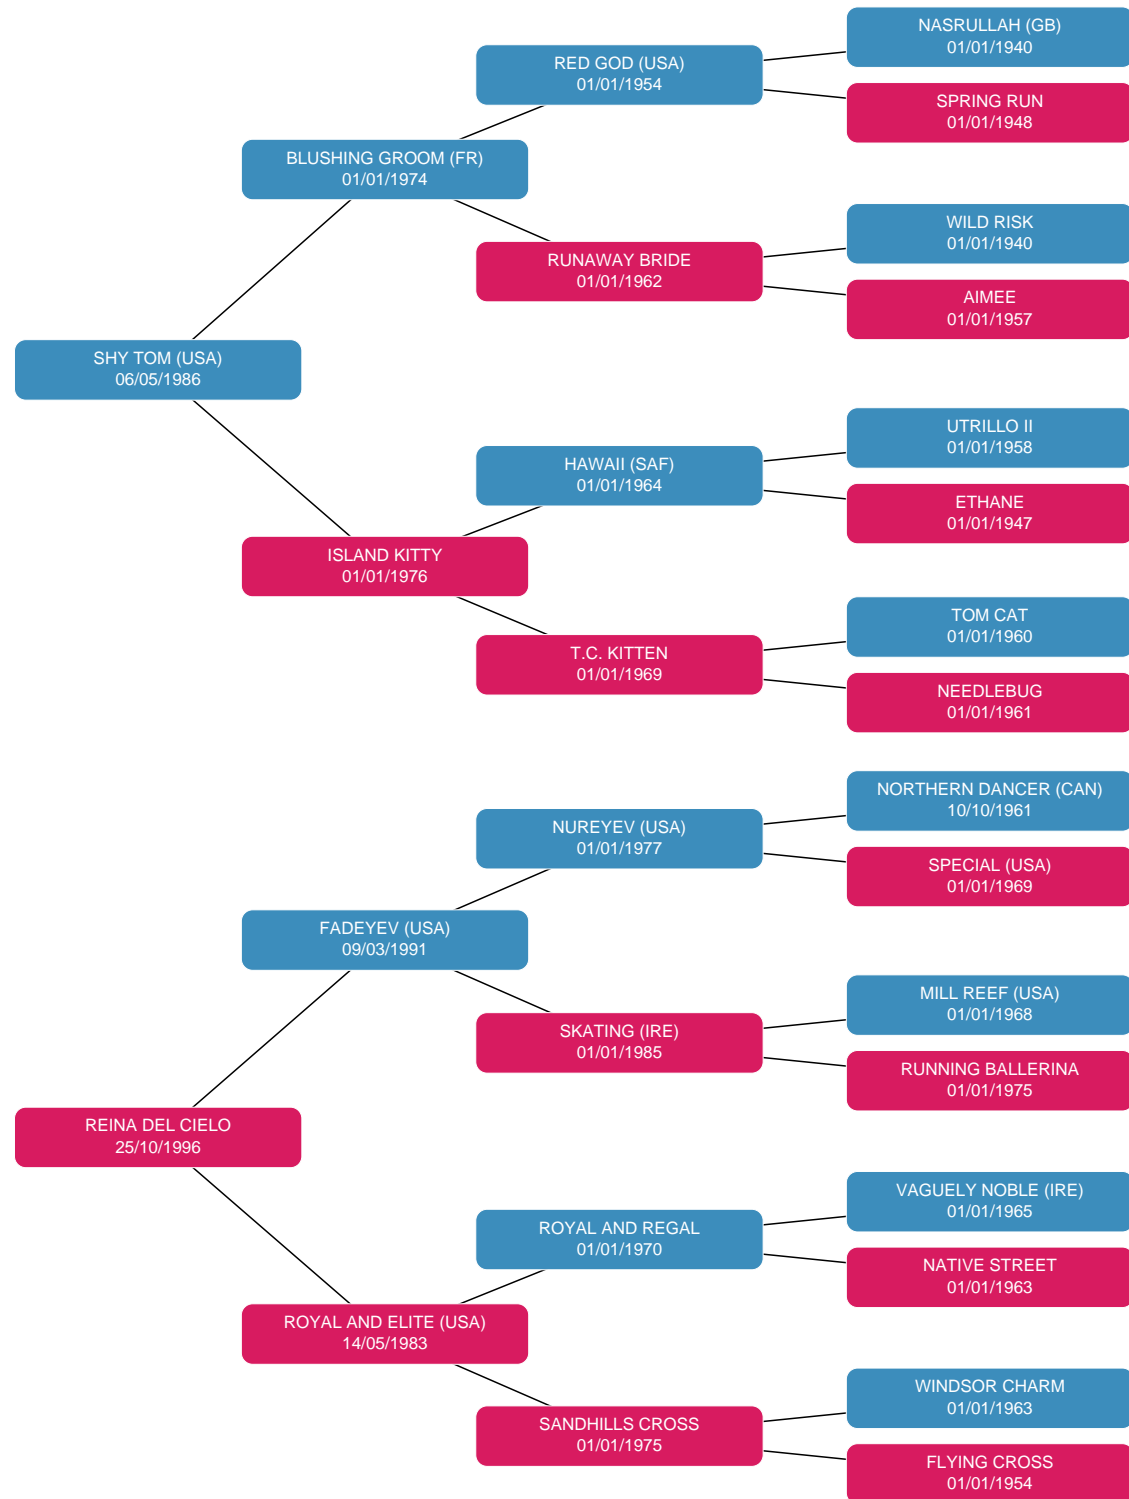 NASRULLAH (GB)
01/01/1940
RED GOD (USA)
01/01/1954
SPRING RUN
01/01/1948
BLUSHING GROOM (FR)
01/01/1974
WILD RISK
01/01/1940
RUNAWAY BRIDE
01/01/1962
AIMEE
01/01/1957
SHY TOM (USA)
06/05/1986
UTRILLO II
01/01/1958
HAWAII (SAF)
01/01/1964
ETHANE
01/01/1947
ISLAND KITTY
01/01/1976
TOM CAT
01/01/1960
T.C. KITTEN
01/01/1969
NEEDLEBUG
01/01/1961
NORTHERN DANCER (CAN)
10/10/1961
NUREYEV (USA)
01/01/1977
SPECIAL (USA)
01/01/1969
FADEYEV (USA)
09/03/1991
MILL REEF (USA)
01/01/1968
SKATING (IRE)
01/01/1985
RUNNING BALLERINA
01/01/1975
REINA DEL CIELO
25/10/1996
VAGUELY NOBLE (IRE)
01/01/1965
ROYAL AND REGAL
01/01/1970
NATIVE STREET
01/01/1963
ROYAL AND ELITE (USA)
14/05/1983
WINDSOR CHARM
01/01/1963
SANDHILLS CROSS
01/01/1975
FLYING CROSS
01/01/1954